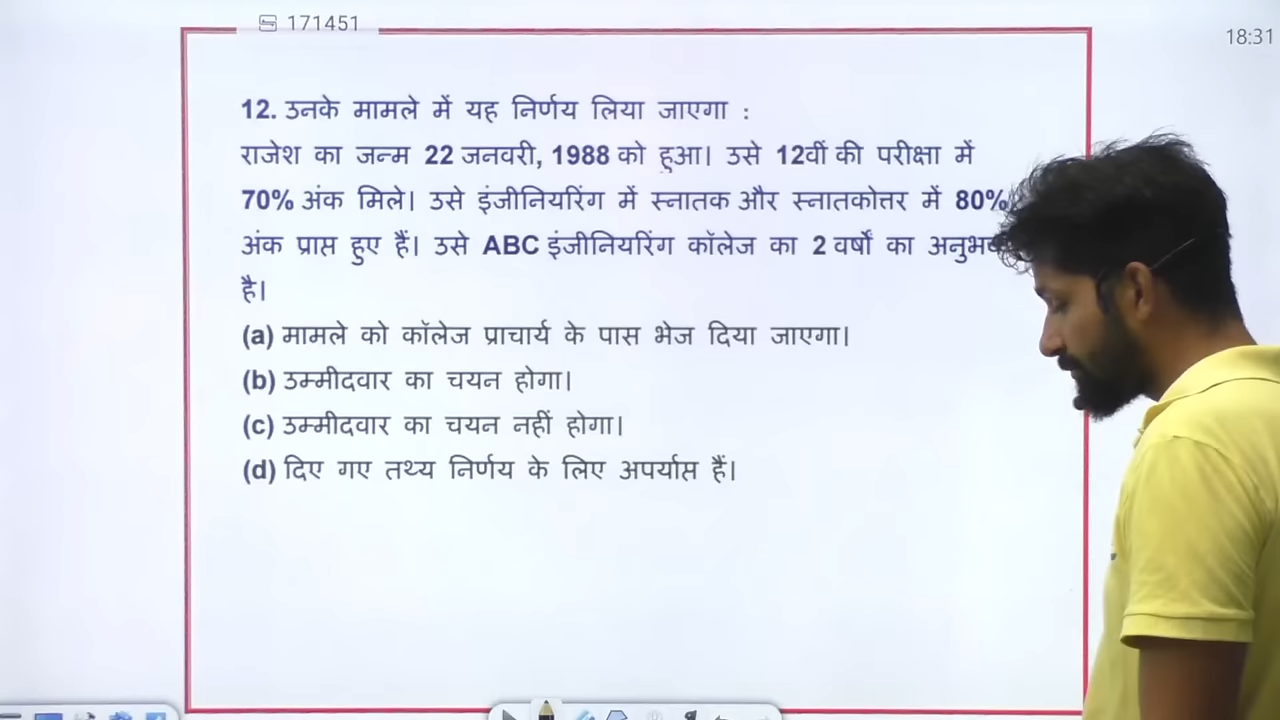 171451
18:31
12. उनके मामले में यह निर्णय लिया जाएगा :
राजेश का जन्म 22 जनवरी, 1988 को हुआ। उसे 12वीं की परीक्षा में
70% अंक मिले। उसे इंजीनियरिंग में स्नातक और स्नातकोत्तर में 80%
अंक प्राप्त हुए हैं। उसे ABC इंजीनियरिंग कॉलेज का 2 वर्षों का अनुभव
है।
(a) मामले को कॉलेज प्राचार्य के पास भेज दिया जाएगा।
(b) उम्मीदवार का चयन होगा।
(c) उम्मीदवार का चयन नहीं होगा।
(d) दिए गए तथ्य निर्णय के लिए अपर्याप्त हैं।